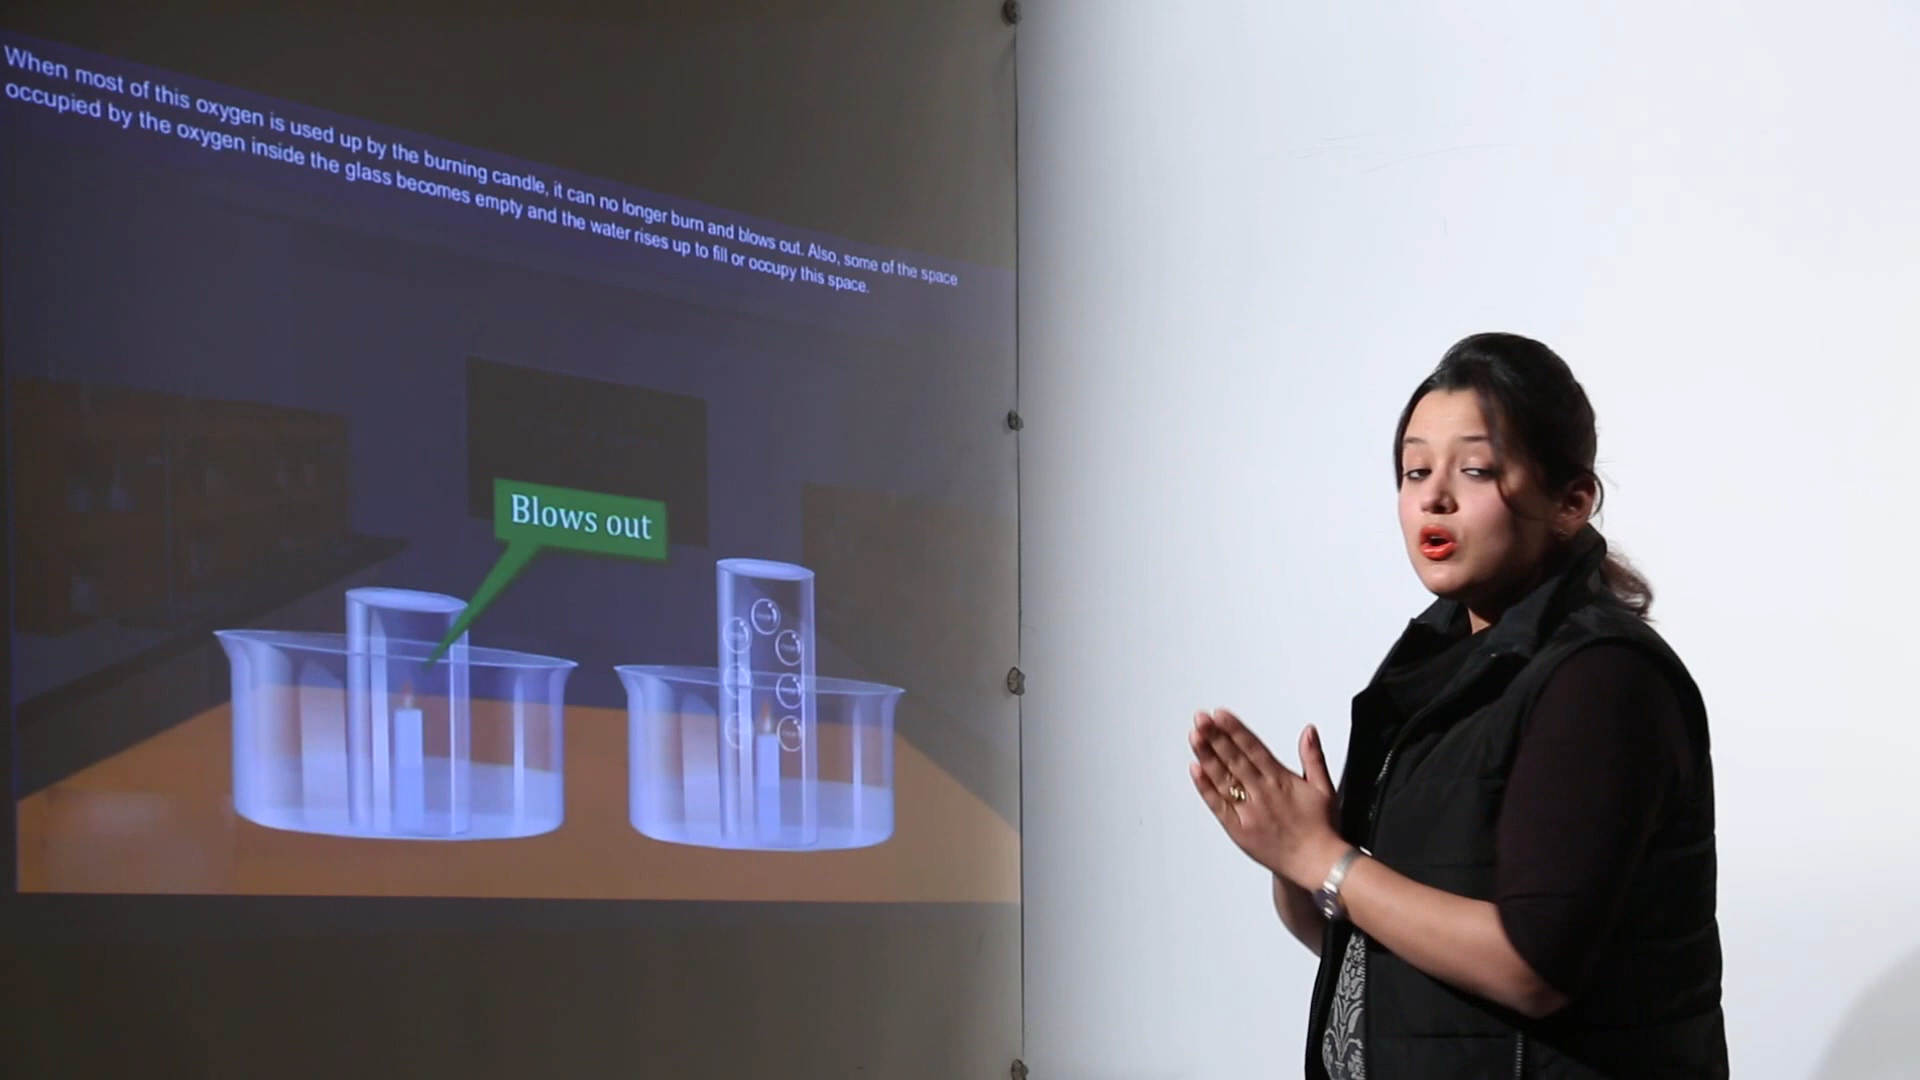 When most of this oxygen is used up by the burning candle, it can no longer burn and blows out. Also, some of the space
occupied by the oxygen inside the glass becomes empty and the water rises up to fill or occupy this space.
Blows out